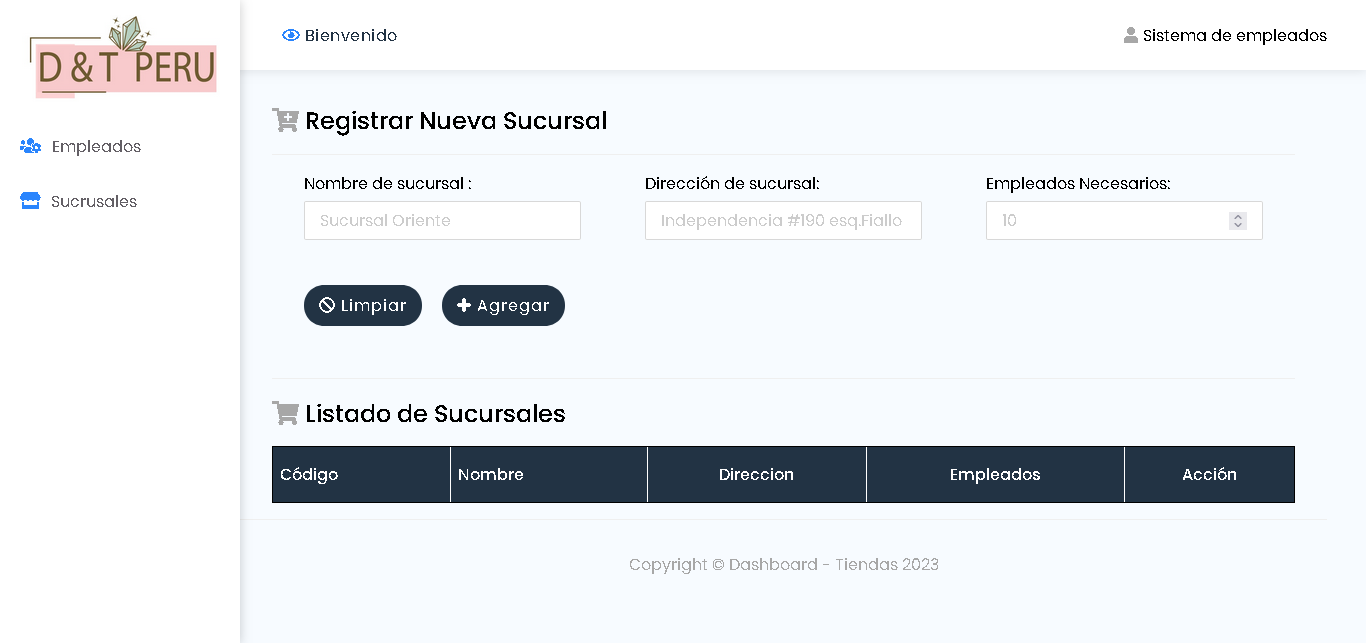 D & T PERU
Bienvenido
Sistema de empleados
Empleados
Sucrusales
Registrar Nueva Sucursal
Nombre de sucursal : Dirección de sucursal: Empleados Necesarios:
Sucursal Oriente Independencia #190 esq.Fiallo 10
Limpiar Agregar
Listado de Sucursales
Código Nombre Direccion Empleados Acción
Copyright © Dashboard - Tiendas 2023